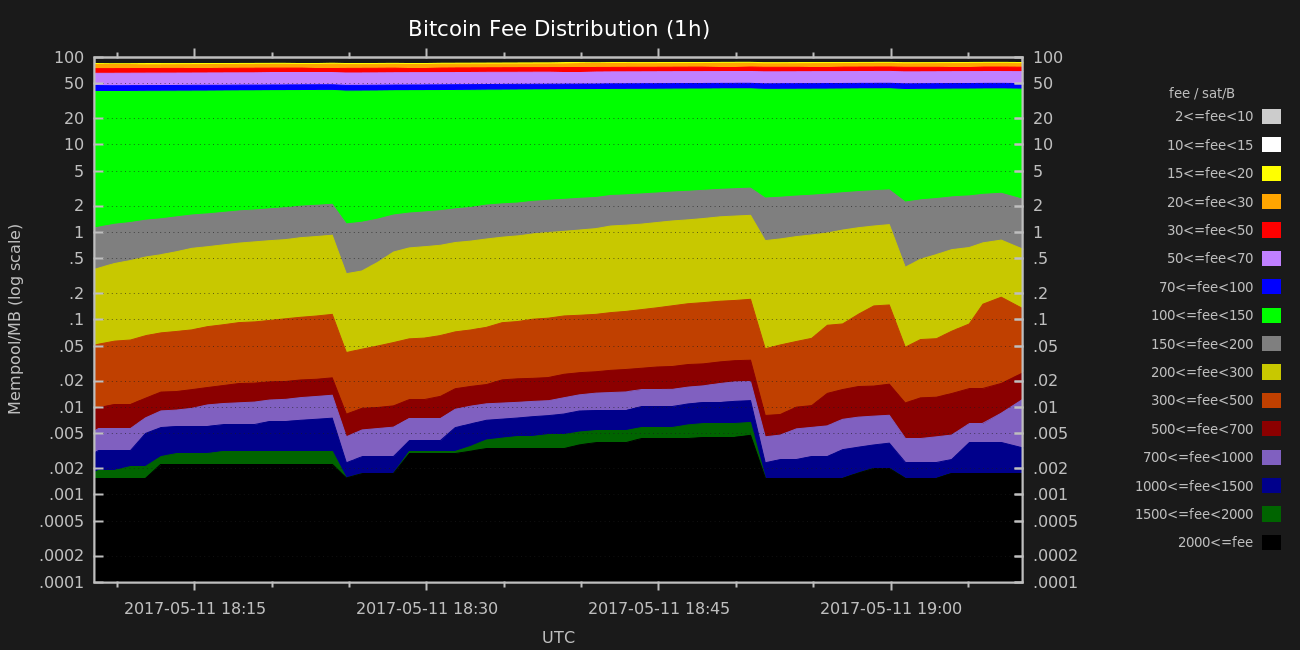 Bitcoin Fee Distribution (1h)
Mempool/MB (log scale)
100
50
20
10
5
2
1
.5
.2
.1
.05
.02
.01
.005
.002
.001
.0005
.0002
.0001
100
50
20
10
5
2
1
.5
.2
.1
.05
.02
.01
.005
.002
.001
.0005
.0002
.0001
fee / sat/B
2<=fee<10
10<=fee<15
15<=fee<20
20<=fee<30
30<=fee<50
50<=fee<70
70<=fee<100
100<=fee<150
150<=fee<200
200<=fee<300
300<=fee<500
500<=fee<700
700<=fee<1000
1000<=fee<1500
1500<=fee<2000
2000<=fee
2017-05-11 18:15 2017-05-11 18:30 2017-05-11 18:45 2017-05-11 19:00
UTC